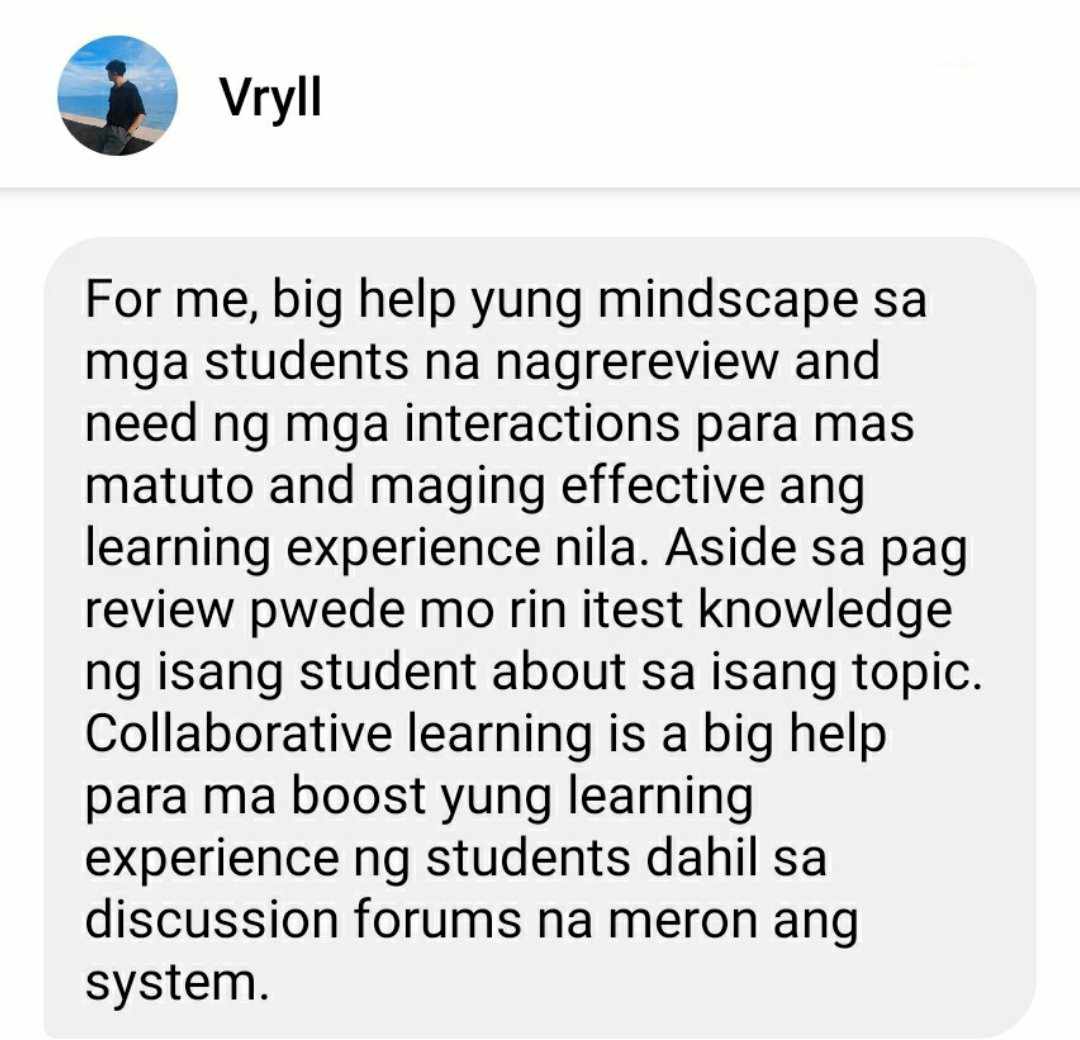 Vryll
For me, big help yung mindscape sa
mga students na nagrereview and
need ng mga interactions para mas
matuto and maging effective ang
learning experience nila. Aside sa pag
review pwede mo rin itest knowledge
ng isang student about sa isang topic.
Collaborative learning is a big help
para ma boost yung learning
experience ng students dahil sa
discussion forums na meron ang
system.